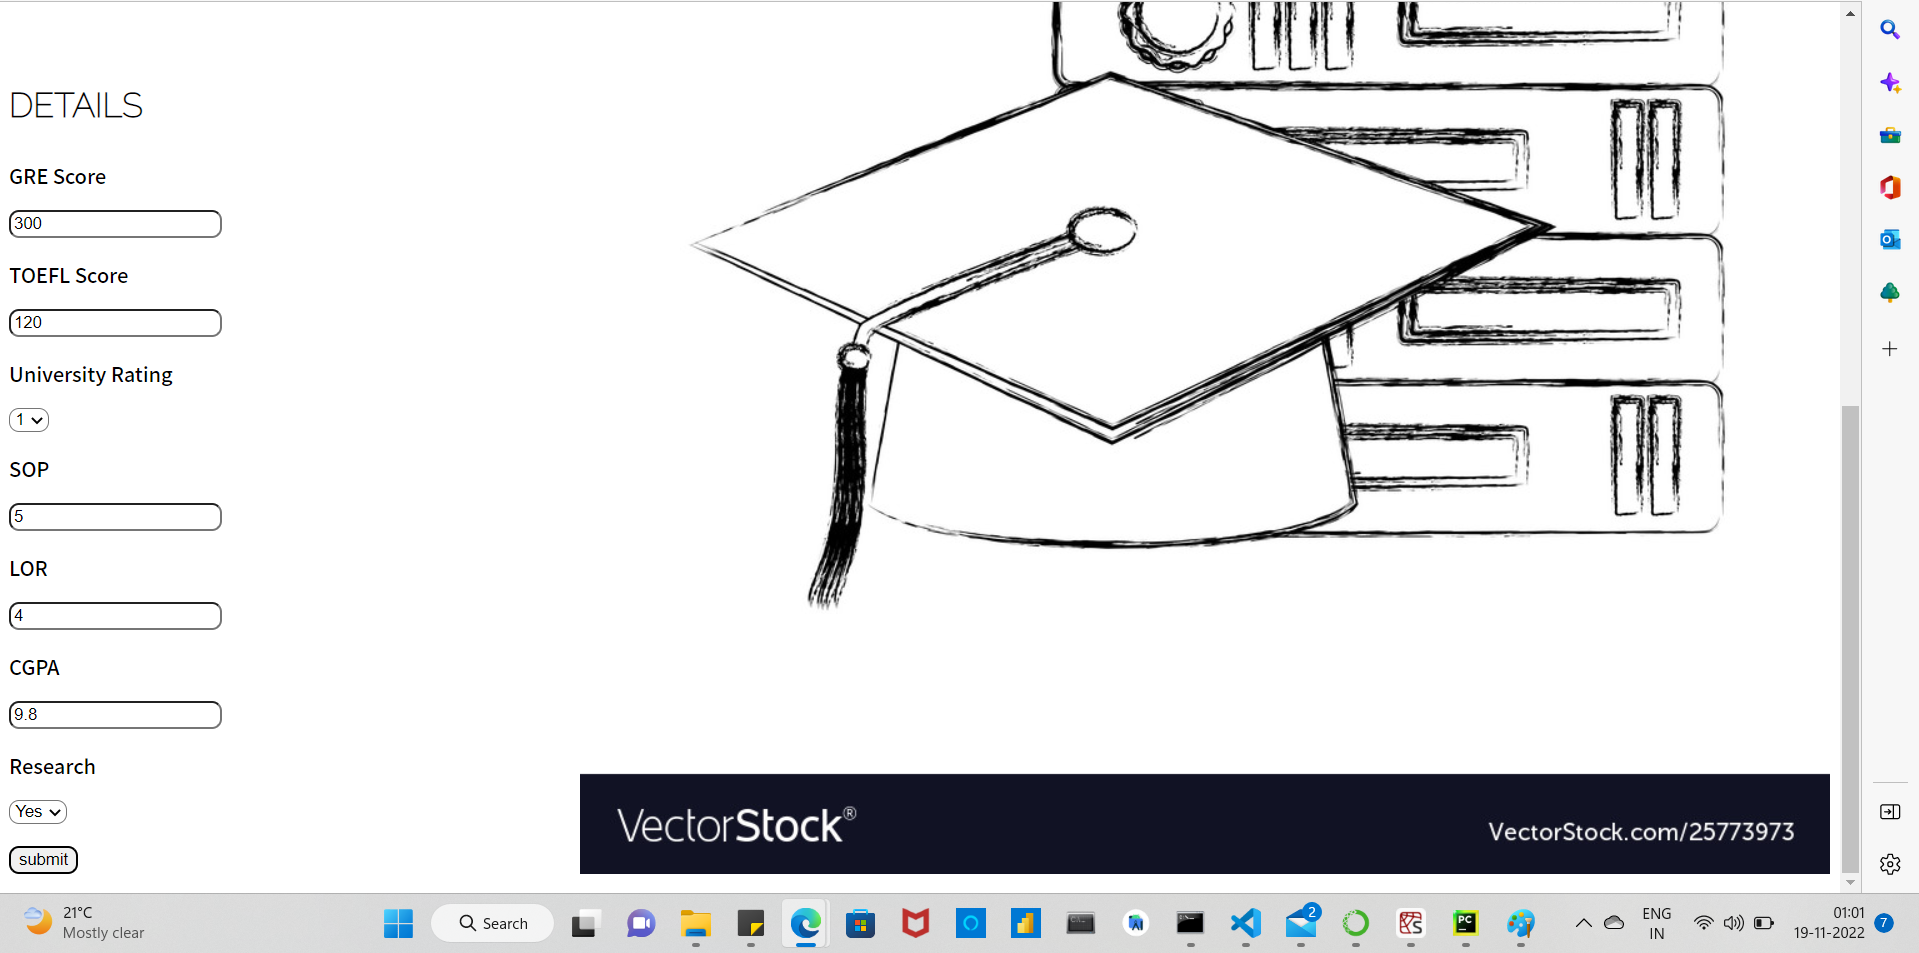 DETAILS
GRE Score
300
TOEFL Score
120
University Rating
1
SOP
5
LOR
4
CGPA
9.8
Research
Yes
submit
VectorStock®
VectorStock.com/25773973
21°C
Mostly clear
Search
2
PC
ENG
IN
01:01
19-11-2022
7